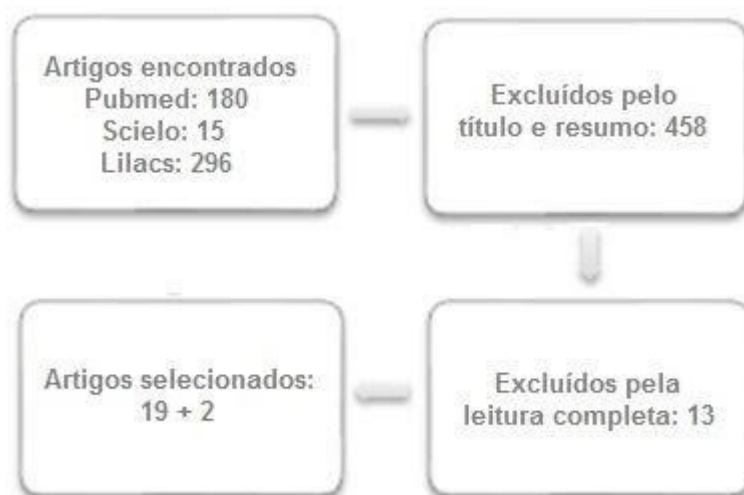 Artigos encontrados
Pubmed: 180
Scielo: 15
Lilacs: 296
Excluídos pelo
título e resumo: 458
Excluídos pela
leitura completa: 13
Artigos selecionados:
19 + 2